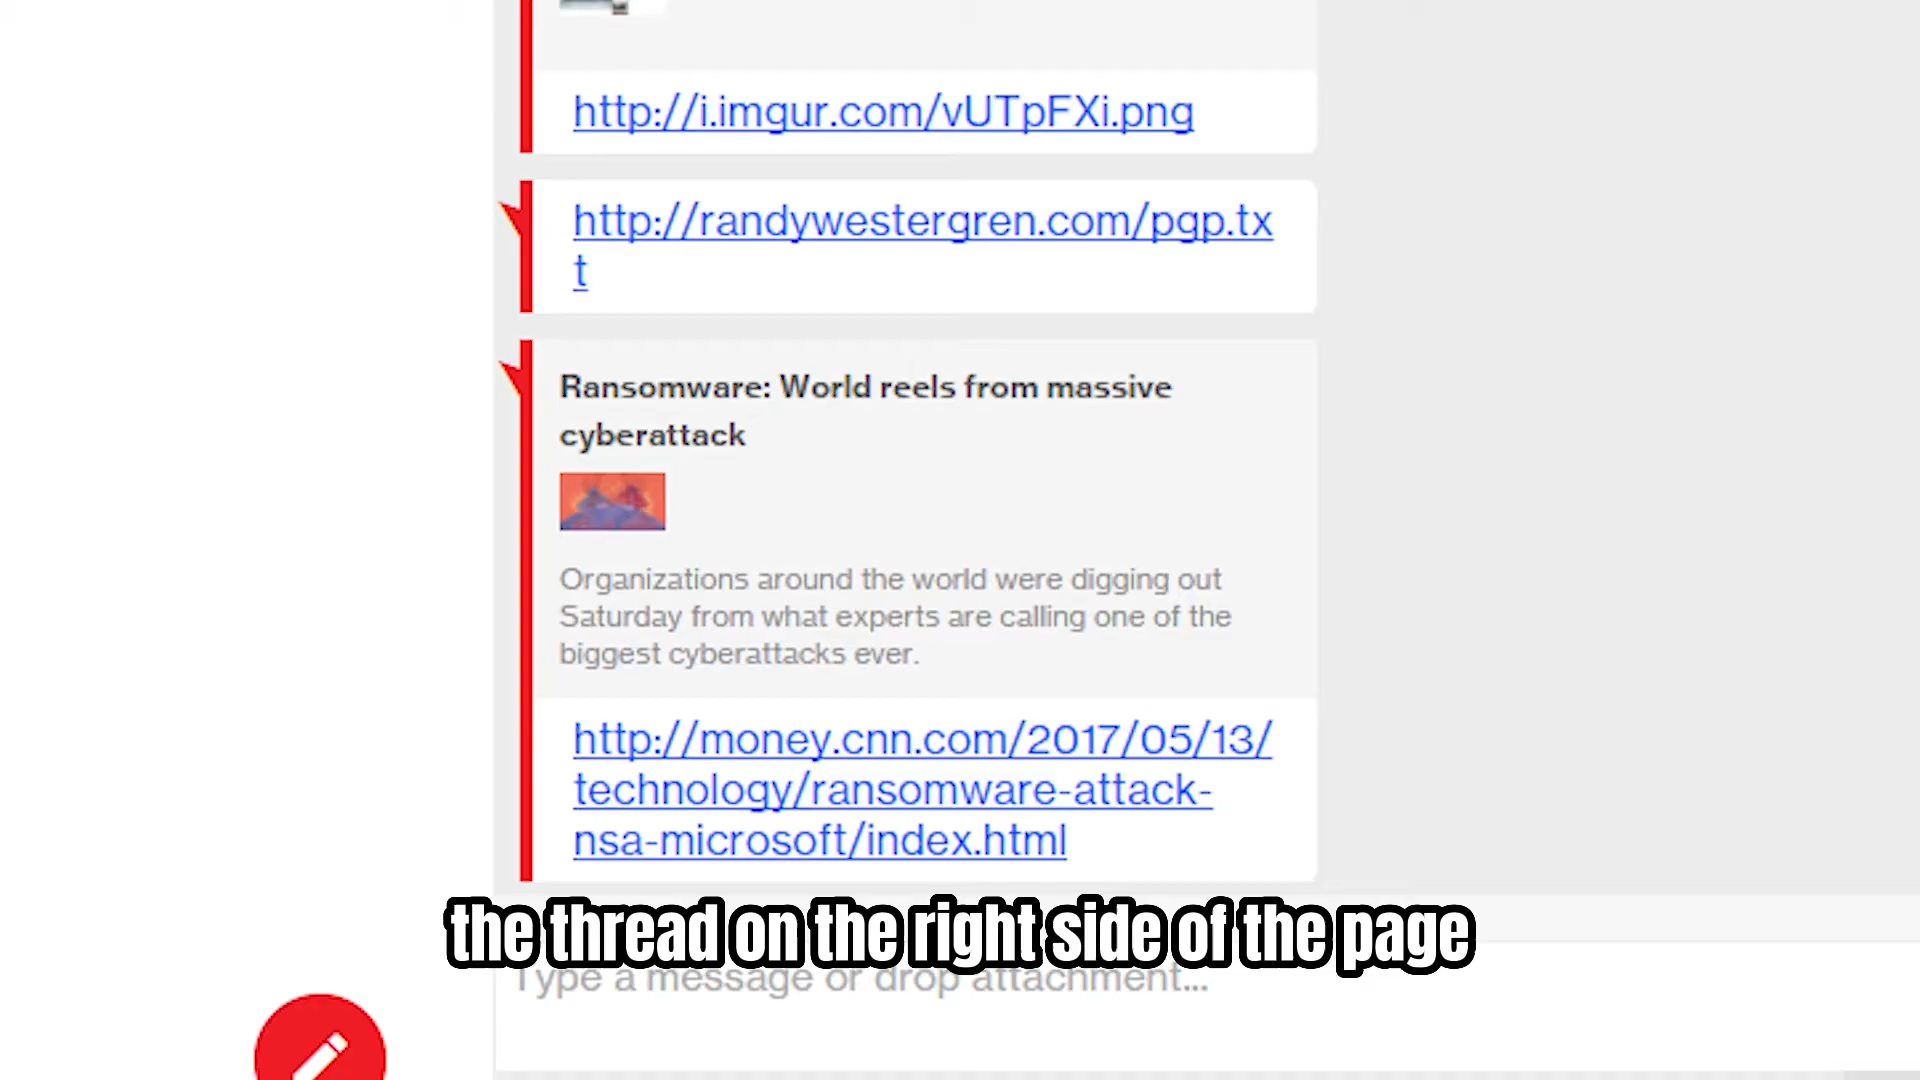 http://i.imgur.com/vUTpFXi.png
http://randywestergren.com/pgp.tx
t
Ransomware: World reels from massive
cyberattack
Organizations around the world were digging out
Saturday from what experts are calling one of the
biggest cyberattacks ever.
http://money.cnn.com/2017/05/13/
technology/ransomware-attack-
nsa-microsoft/index.html
the thread on the right side of the page
Type a message or drop attachment...